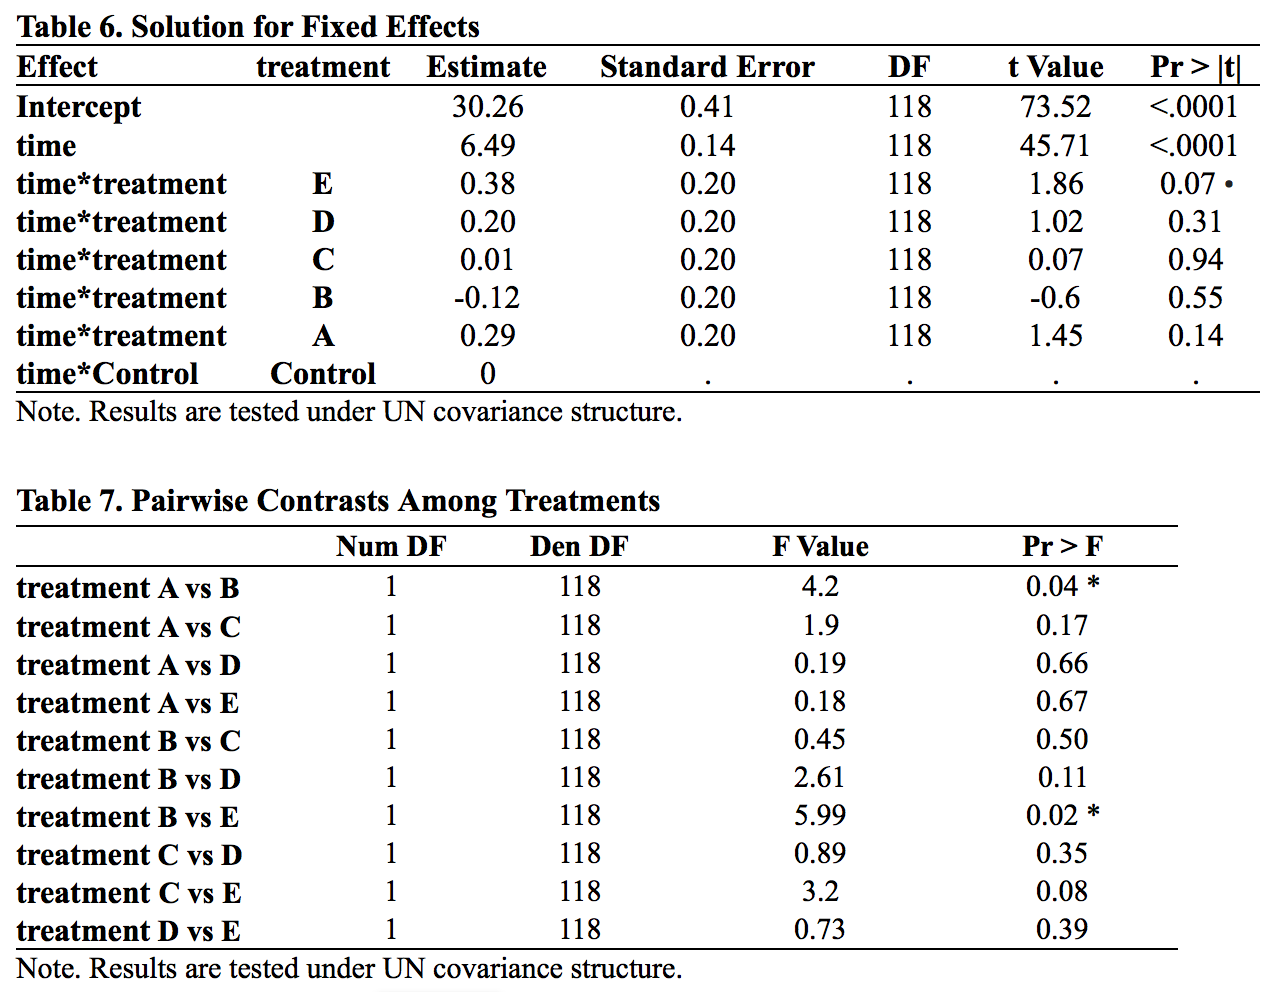 Table 6. Solution for Fixed Effects
Effect treatment Estimate Standard Error DF t Value Pr > |t|
Intercept 30.26 0.41 118 73.52 <.0001
time 6.49 0.14 118 45.71 <.0001
time*treatment E 0.38 0.20 118 1.86 0.07 •
time*treatment D 0.20 0.20 118 1.02 0.31
time*treatment C 0.01 0.20 118 0.07 0.94
time*treatment B -0.12 0.20 118 -0.6 0.55
time*treatment A 0.29 0.20 118 1.45 0.14
time*Control Control 0 . . . .
Note. Results are tested under UN covariance structure.
Table 7. Pairwise Contrasts Among Treatments
Num DF Den DF F Value Pr > F
treatment A vs B 1 118 4.2 0.04 *
treatment A vs C 1 118 1.9 0.17
treatment A vs D 1 118 0.19 0.66
treatment A vs E 1 118 0.18 0.67
treatment B vs C 1 118 0.45 0.50
treatment B vs D 1 118 2.61 0.11
treatment B vs E 1 118 5.99 0.02 *
treatment C vs D 1 118 0.89 0.35
treatment C vs E 1 118 3.2 0.08
treatment D vs E 1 118 0.73 0.39
Note. Results are tested under UN covariance structure.